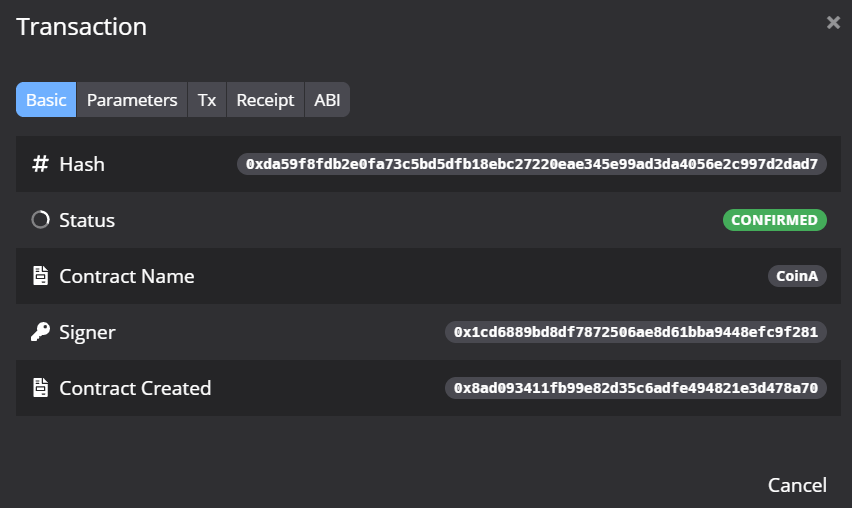 Transaction
Basic Parameters Tx Receipt ABI
Hash 0xda59f8fdb2e0fa73c5bd5dfb18ebc27220eae345e99ad3da4056e2c997d2dad7
Status CONFIRMED
Contract Name CoinA
Signer 0x1cd6889bd8df7872506ae8d61bba9448efc9f281
Contract Created 0x8ad093411fb99e82d35c6adfe494821e3d478a70
Cancel